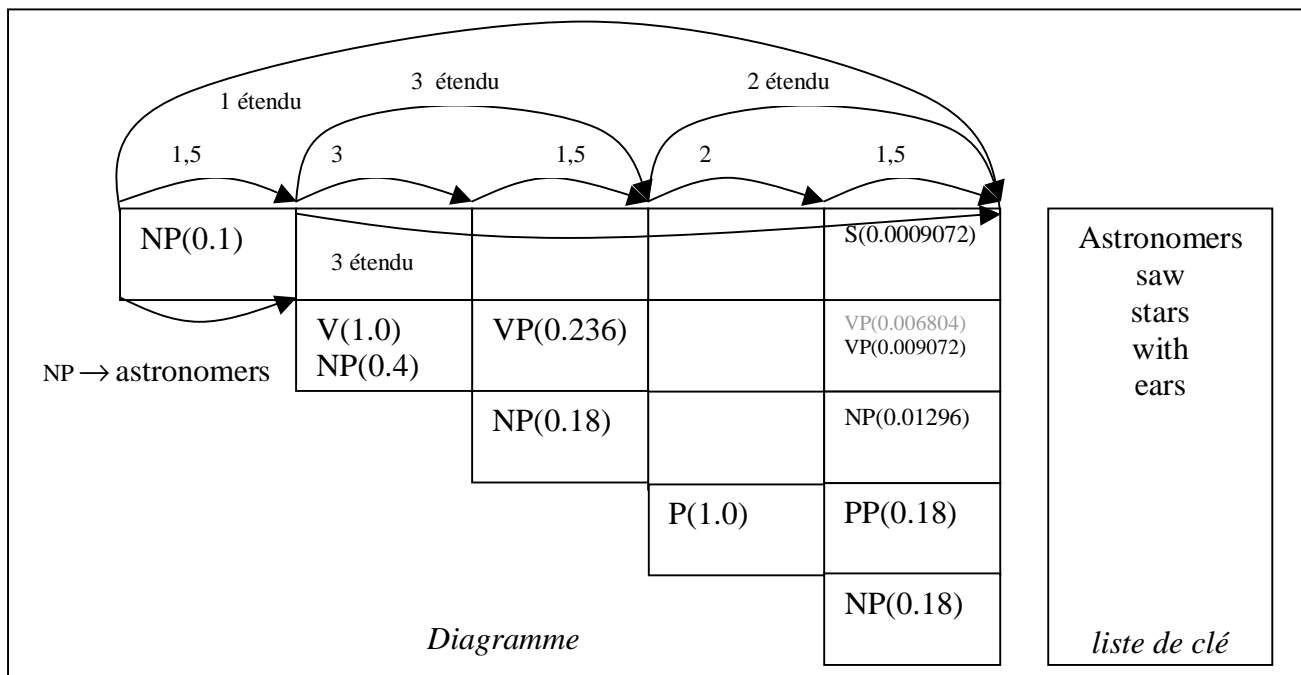 3 étendu
2 étendu
1 étendu
1,5
3
1,5
2
1,5
NP(0.1)
S(0.0009072)
3 étendu
V(1.0)
NP(0.4)
VP(0.236)
VP(0.006804)
VP(0.009072)
NP → astronomers
NP(0.18)
NP(0.01296)
P(1.0)
PP(0.18)
NP(0.18)
Diagramme
Astronomers
saw
stars
with
ears
liste de clé